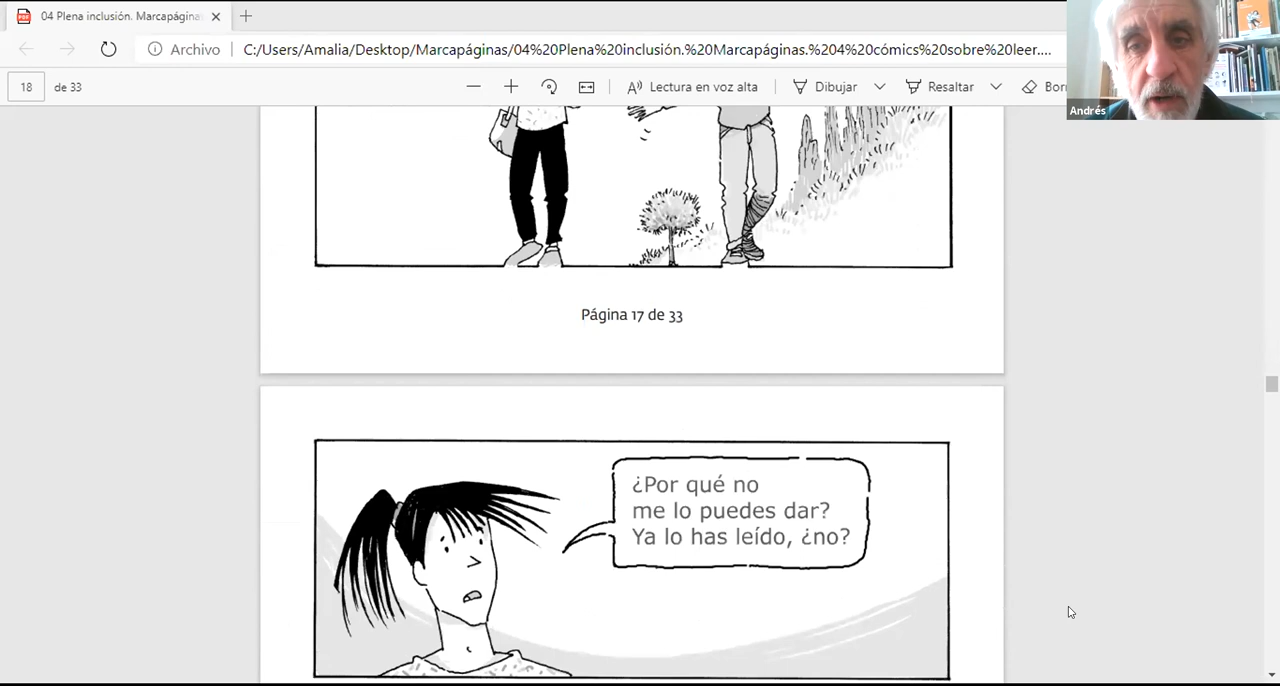 04 Plena inclusión. Marcapágina
Archivo
C:/Users/Amalia/Desktop/Marcapáginas/04%20Plena%20inclusión.%20Marcapáginas.%204%20cómics%20sobre%20leer....
18 de 33
Lectura en voz alta
Dibujar
Resaltar
Bor
Andrés
Página 17 de 33
¿Por qué no
me lo puedes dar?
Ya lo has leído, ¿no?